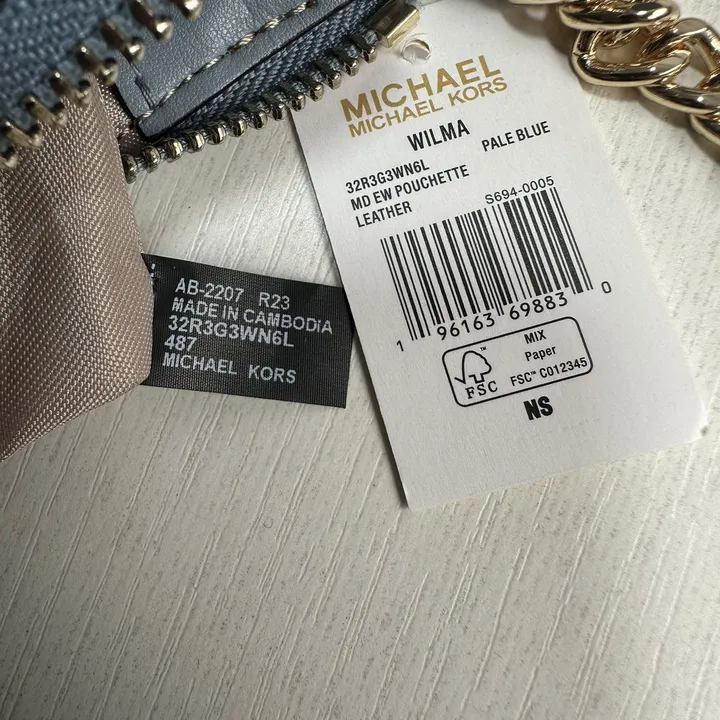 MICHAEL
MICHAEL KORS
WILMA
PALE BLUE
32R3G3WN6L
MD EW POUCHETTE
LEATHER
S694-0005
1 96163 69883 0
FSC™
MIX
Paper
FSC™ C012345
NS
AB-2207 R23
MADE IN CAMBODIA
32R3G3WN6L
487
MICHAEL KORS